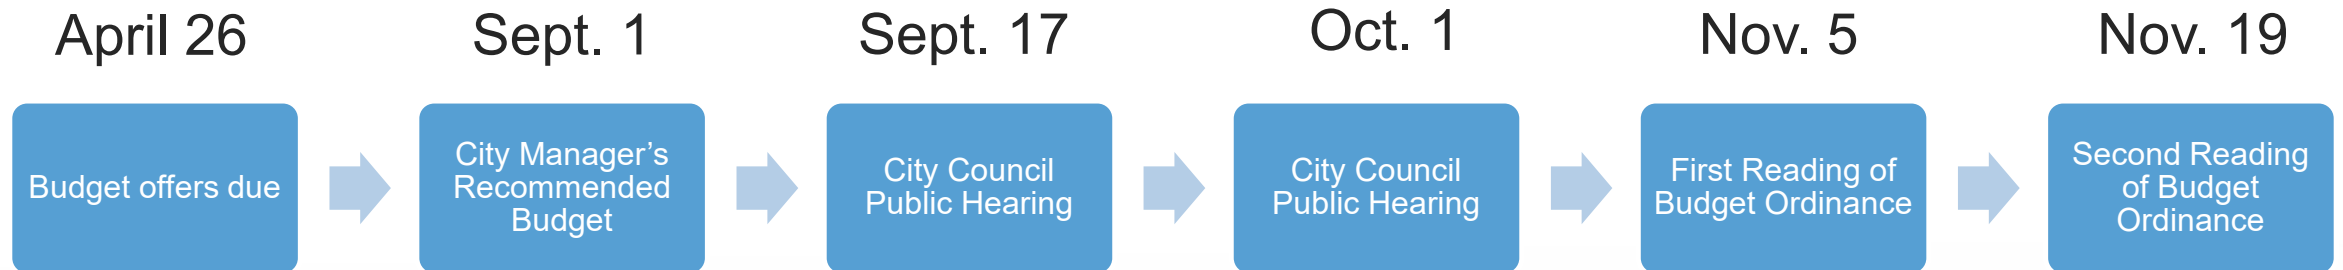 April 26
Budget offers due
Sept. 1
City Manager’s
Recommended
Budget
Sept. 17
City Council
Public Hearing
Oct. 1
City Council
Public Hearing
Nov. 5
First Reading of
Budget Ordinance
Nov. 19
Second Reading
of Budget
Ordinance